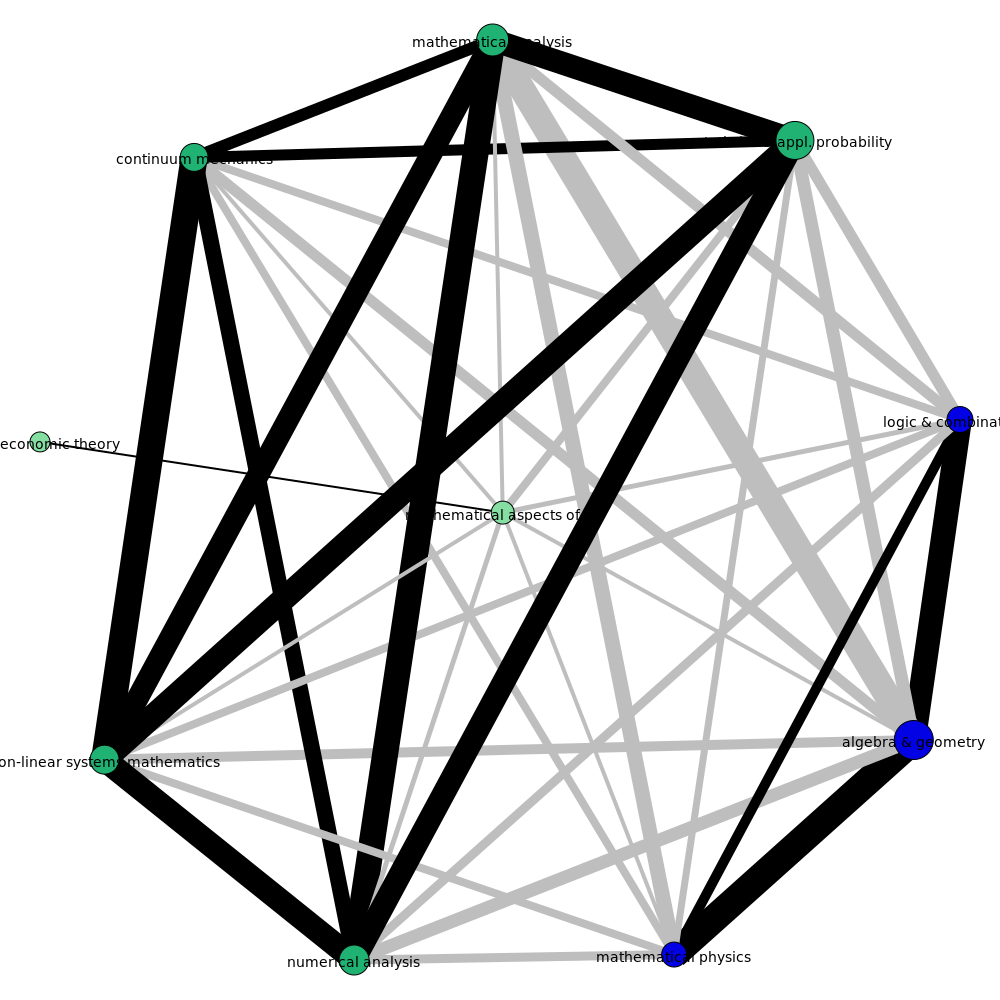 mathematical analysis
appl. probability
continuum mechanics
logic & combinat
economic theory
mathematical aspects of
algebra & geometry
on-linear systems mathematics
numerical analysis
mathematical physics